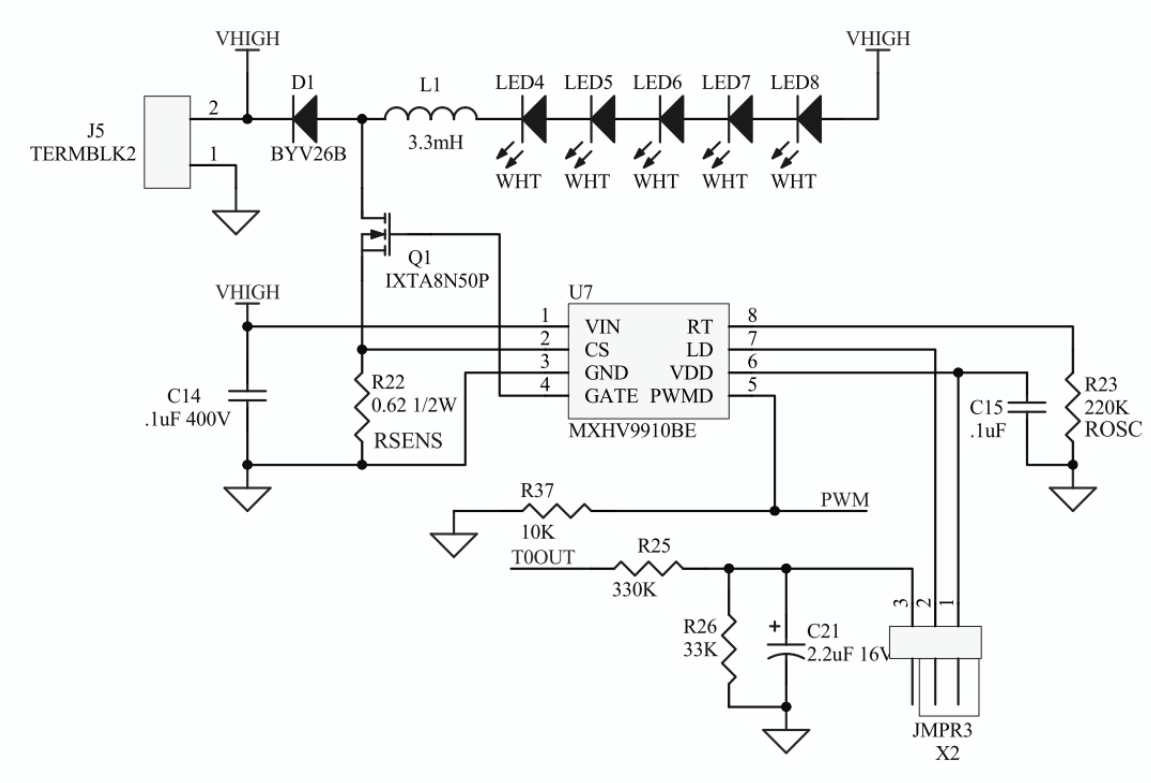 VHIGH
VHIGH
D1
L1
LED4 LED5 LED6 LED7 LED8
2
J5
TERMBLK2
1
BYV26B
3.3mH
WHT WHT WHT WHT WHT
Q1
IXTA8N50P
VHIGH
U7
1 VIN RT 8
2 CS LD 7
3 GND VDD 6
4 GATE PWMD 5
MXHV9910BE
C14
.1uF 400V
R22
0.62 1/2W
RSENS
C15
.1uF
R23
220K
ROSC
R37
10K
PWM
T0OUT
R25
330K
3 2 1
R26
33K
+
C21
2.2uF 16V
JMPR3
X2